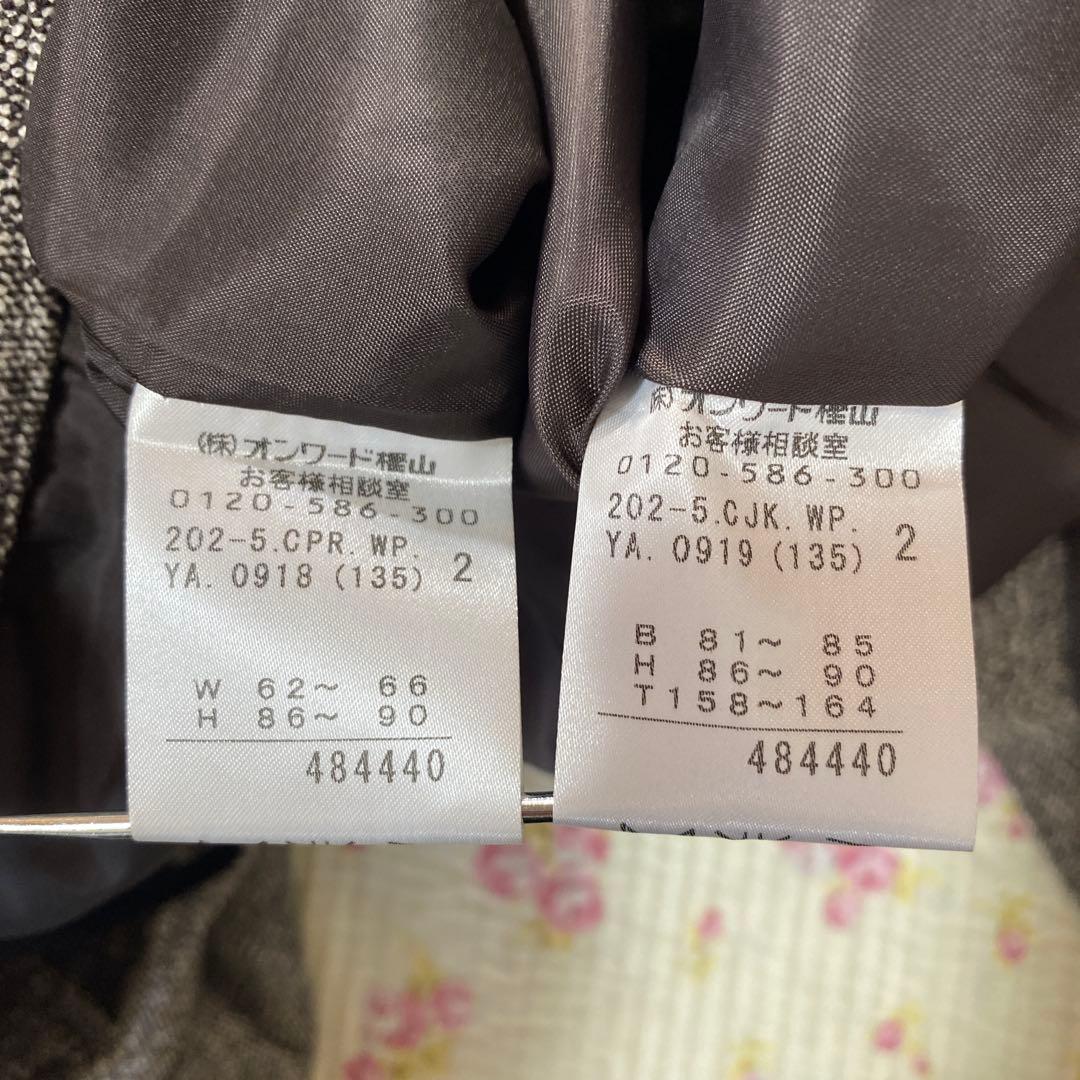 (株)オンワード樫山
お客様相談室
0120-586-300
202-5.CPR.WP.
YA. 0918 (135) 2
W 62〜 66
H 86〜 90
484440
(株)オンワード樫山
お客様相談室
0120-586-300
202-5.CJK.WP.
YA. 0919 (135) 2
B 81〜 85
H 86〜 90
T158〜164
484440